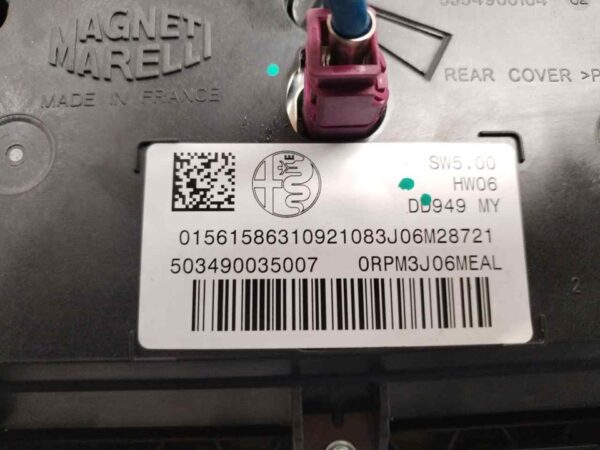 MAGNETI
MARELLI
MADE IN FRANCE
REAR COVER >P
E
SW5.00
HW06
DD949 MY
01561586310921083J06M28721
503490035007 0RPM3J06MEAL
2